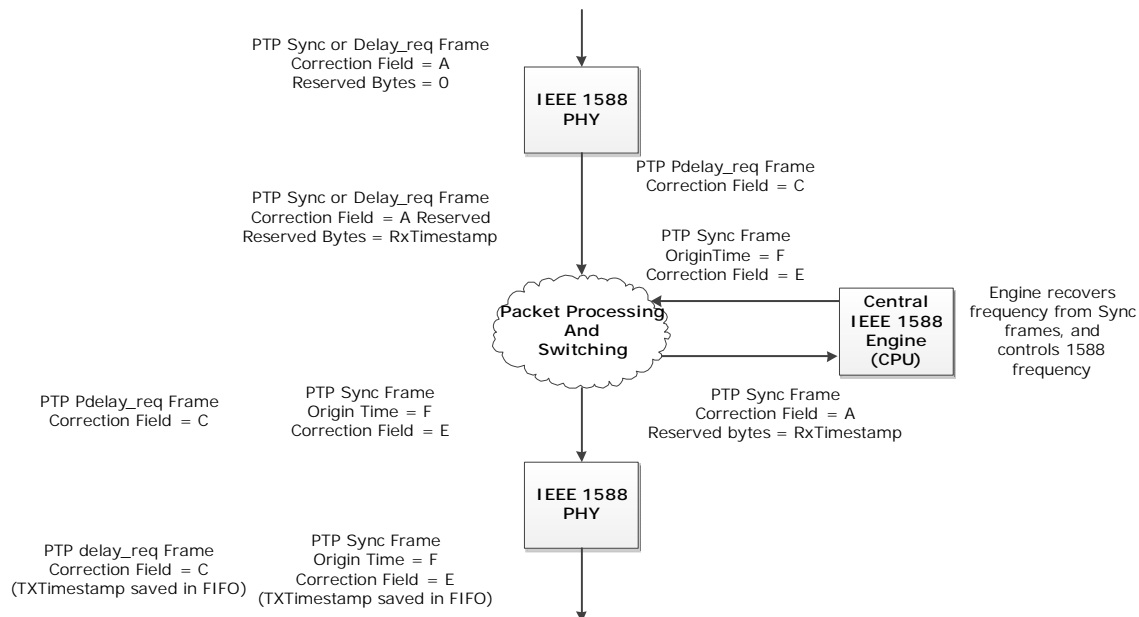 PTP Sync or Delay_req Frame
Correction Field = A
Reserved Bytes = 0
IEEE 1588
PHY
PTP Pdelay_req Frame
Correction Field = C
PTP Sync or Delay_req Frame
Correction Field = A Reserved
Reserved Bytes = RxTimestamp
PTP Sync Frame
OriginTime = F
Correction Field = E
Packet Processing
And
Switching
Central
IEEE 1588
Engine
(CPU)
Engine recovers
frequency from Sync
frames, and
controls 1588
frequency
PTP Pdelay_req Frame
Correction Field = C
PTP Sync Frame
Origin Time = F
Correction Field = E
PTP Sync Frame
Correction Field = A
Reserved bytes = RxTimestamp
IEEE 1588
PHY
PTP delay_req Frame
Correction Field = C
(TXTimestamp saved in FIFO)
PTP Sync Frame
Origin Time = F
Correction Field = E
(TXTimestamp saved in FIFO)